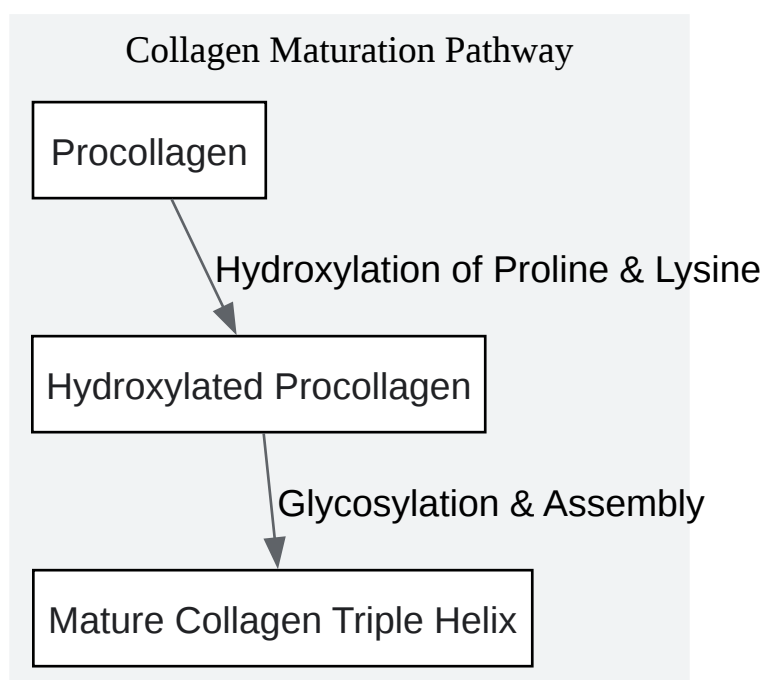 Collagen Maturation Pathway
Procollagen
Hydroxylation of Proline & Lysine
Hydroxylated Procollagen
Glycosylation & Assembly
Mature Collagen Triple Helix